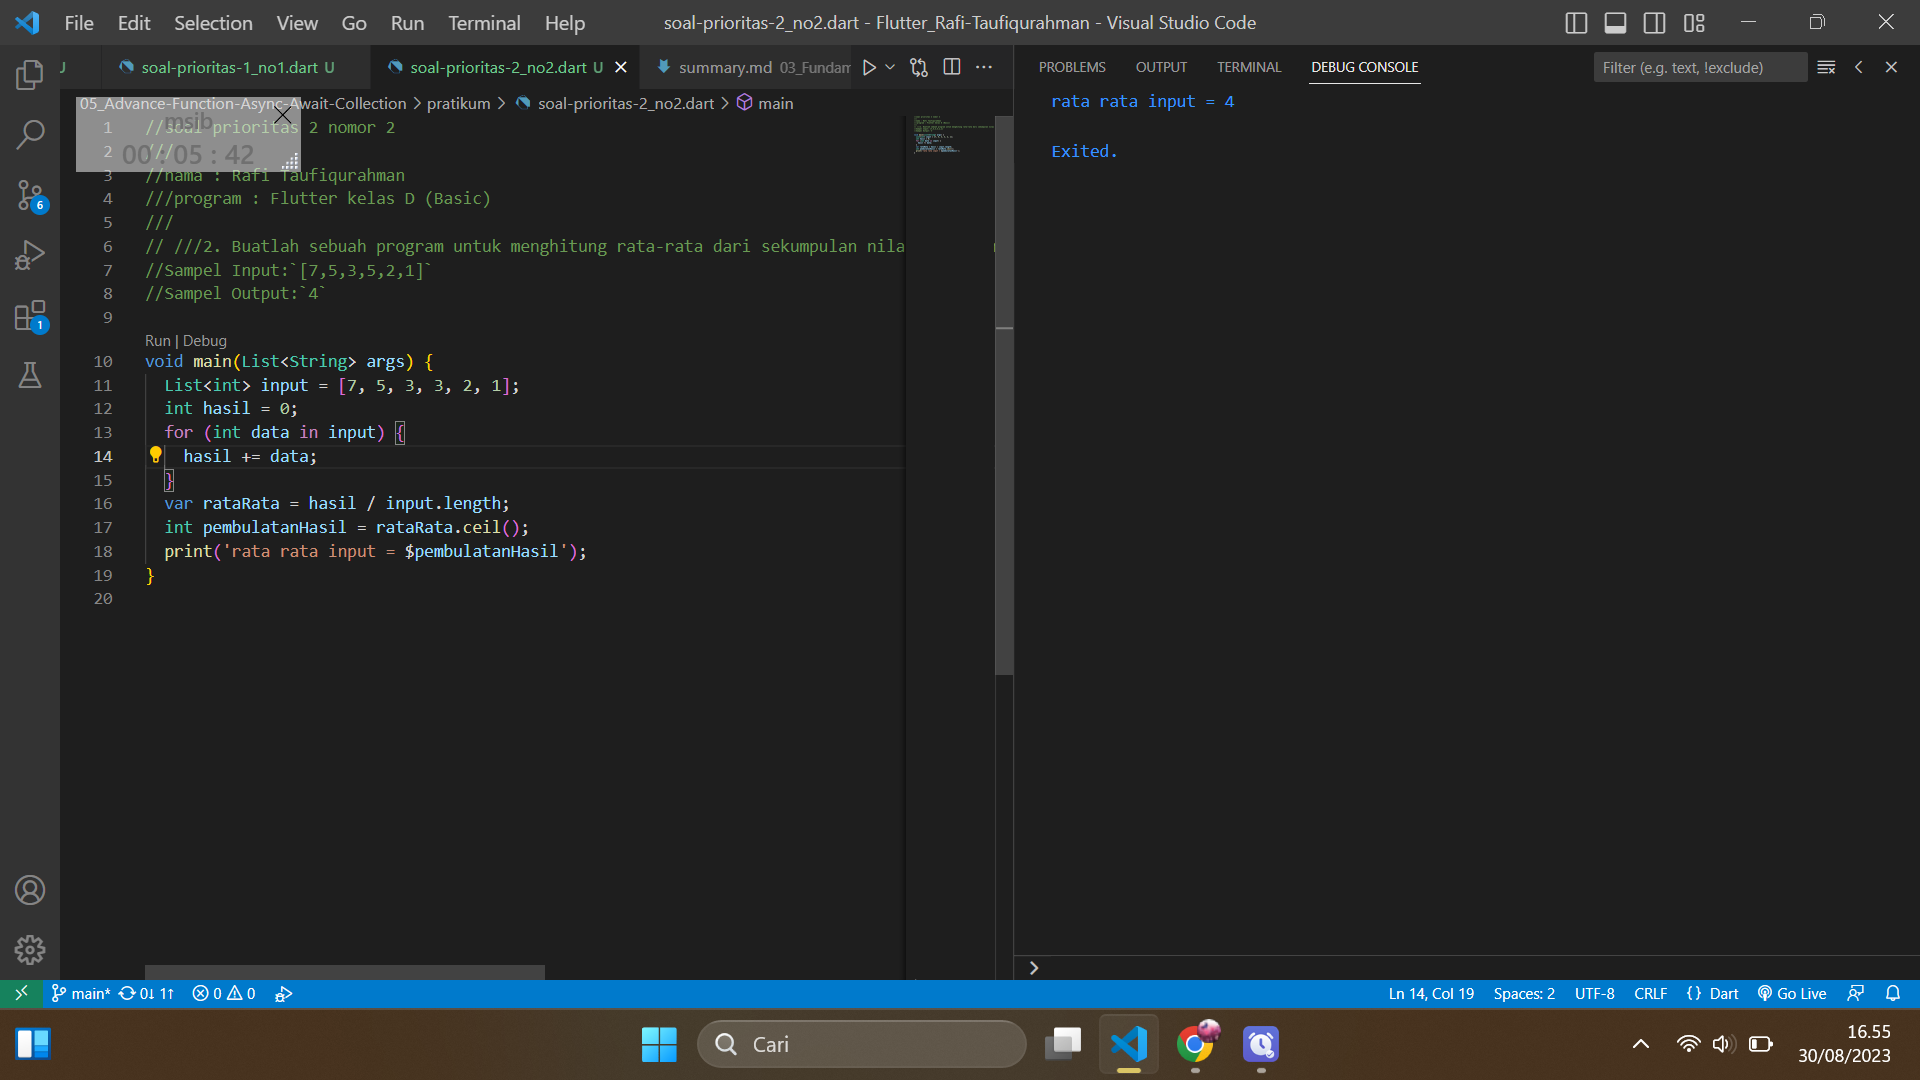 File Edit Selection View Go Run Terminal Help
soal-prioritas-2_no2.dart - Flutter_Rafi-Taufiqurahman - Visual Studio Code
U
soal-prioritas-1_no1.dart U
soal-prioritas-2_no2.dart U
summary.md 03_Fundam
05_Advance-Function-Async-Await-Collection > pratikum > soal-prioritas-2_no2.dart > main
msib
00 : 05 : 42
1 //soal prioritas 2 nomor 2
2 ///
3 //nama : Rafi Taufiqurahman
4 ///program : Flutter kelas D (Basic)
5 ///
6 // ///2. Buatlah sebuah program untuk menghitung rata-rata dari sekumpulan nila
7 //Sampel Input:`[7,5,3,5,2,1]`
8 //Sampel Output:`4`
9
Run | Debug
10 void main(List<String> args) {
11 List<int> input = [7, 5, 3, 3, 2, 1];
12 int hasil = 0;
13 for (int data in input) {
14 hasil += data;
15 }
16 var rataRata = hasil / input.length;
17 int pembulatanHasil = rataRata.ceil();
18 print('rata rata input = $pembulatanHasil');
19 }
20
PROBLEMS OUTPUT TERMINAL DEBUG CONSOLE
Filter (e.g. text, !exclude)
rata rata input = 4
Exited.
6
1
main* 0↓ 1↑ 0 0
Ln 14, Col 19 Spaces: 2 UTF-8 CRLF {} Dart Go Live
Cari
16.55
30/08/2023